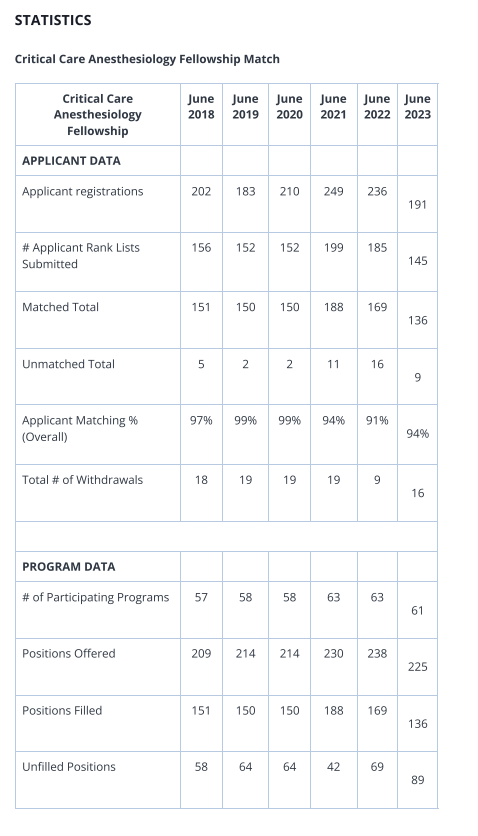 STATISTICS
Critical Care Anesthesiology Fellowship Match
Critical Care Anesthesiology Fellowship June 2018 June 2019 June 2020 June 2021 June 2022 June 2023
APPLICANT DATA
Applicant registrations 202 183 210 249 236 191
# Applicant Rank Lists Submitted 156 152 152 199 185 145
Matched Total 151 150 150 188 169 136
Unmatched Total 5 2 2 11 16 9
Applicant Matching % (Overall) 97% 99% 99% 94% 91% 94%
Total # of Withdrawals 18 19 19 19 9 16
PROGRAM DATA
# of Participating Programs 57 58 58 63 63 61
Positions Offered 209 214 214 230 238 225
Positions Filled 151 150 150 188 169 136
Unfilled Positions 58 64 64 42 69 89